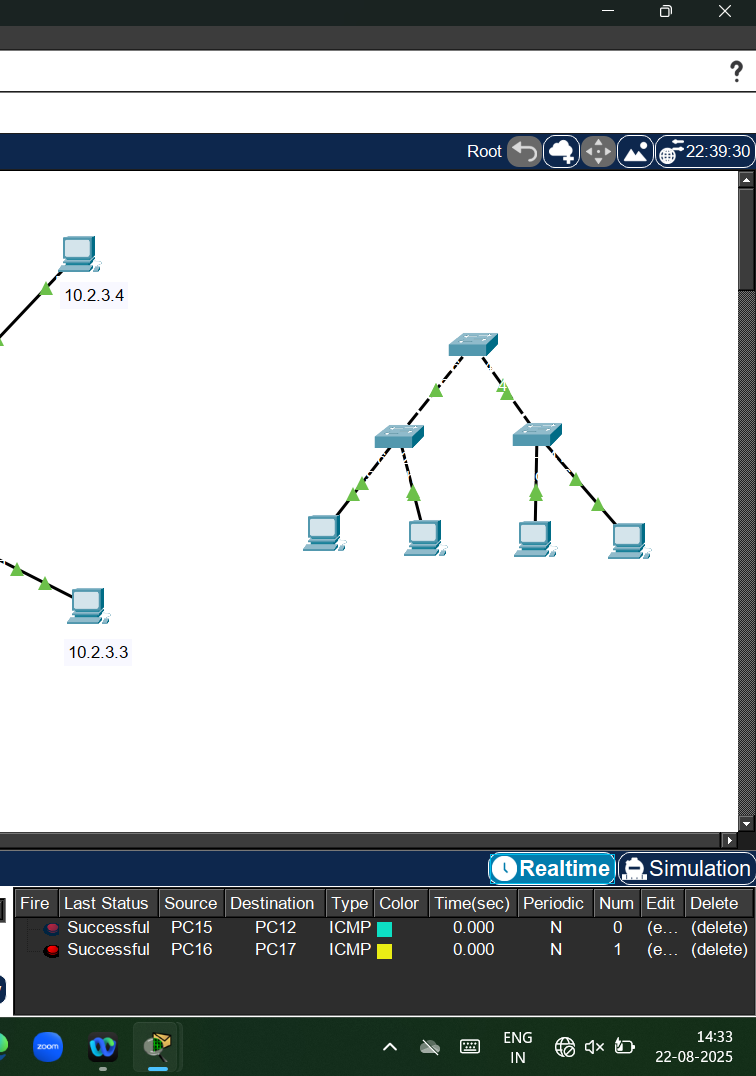 ?
Root 22:39:30
10.2.3.4
10.2.3.3
Realtime Simulation
Fire Last Status Source Destination Type Color Time(sec) Periodic Num Edit Delete
Successful PC15 PC12 ICMP 0.000 N 0 (e... (delete)
Successful PC16 PC17 ICMP 0.000 N 1 (e... (delete)
zoom
ENG
IN
14:33
22-08-2025